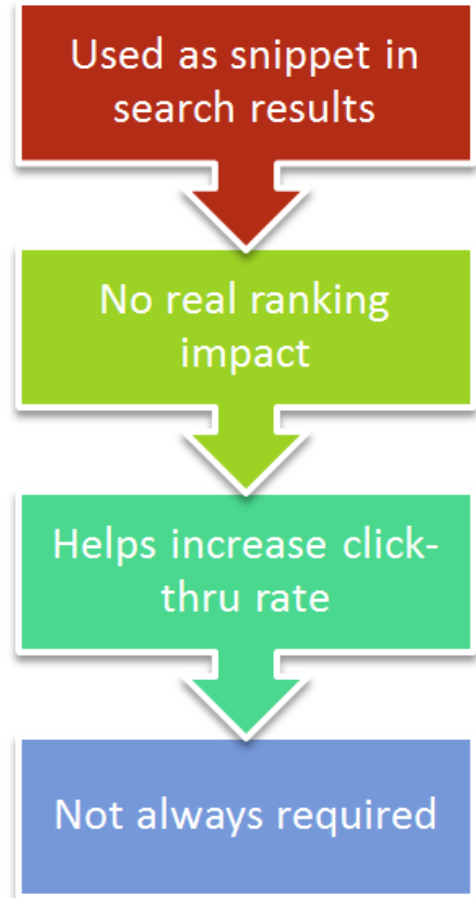 Used as snippet in
search results
No real ranking
impact
Helps increase click-
thru rate
Not always required